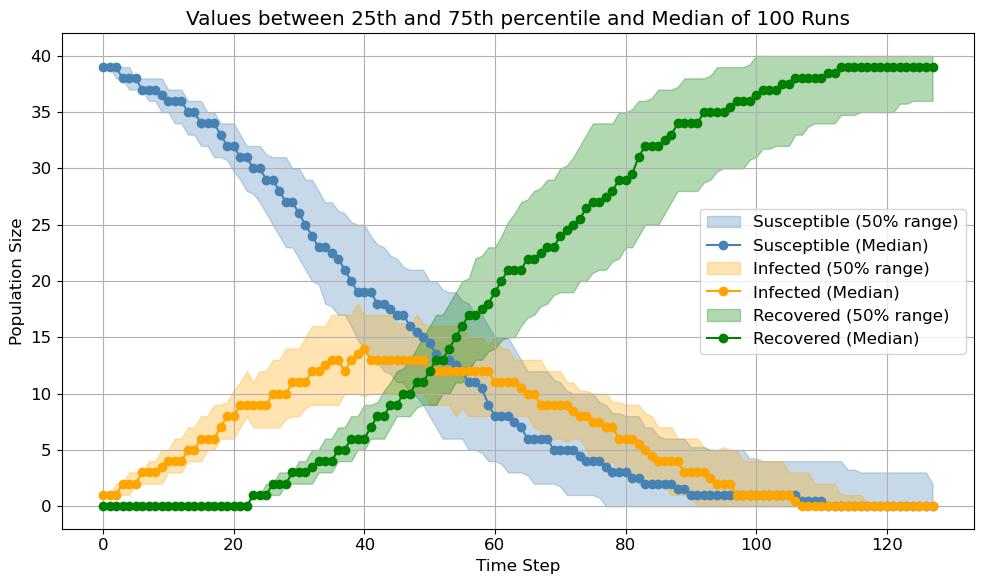 Values between 25th and 75th percentile and Median of 100 Runs
Population Size
40
35
30
25
20
15
10
5
0
Susceptible (50% range)
Susceptible (Median)
Infected (50% range)
Infected (Median)
Recovered (50% range)
Recovered (Median)
0
20
40
60
80
100
120
Time Step